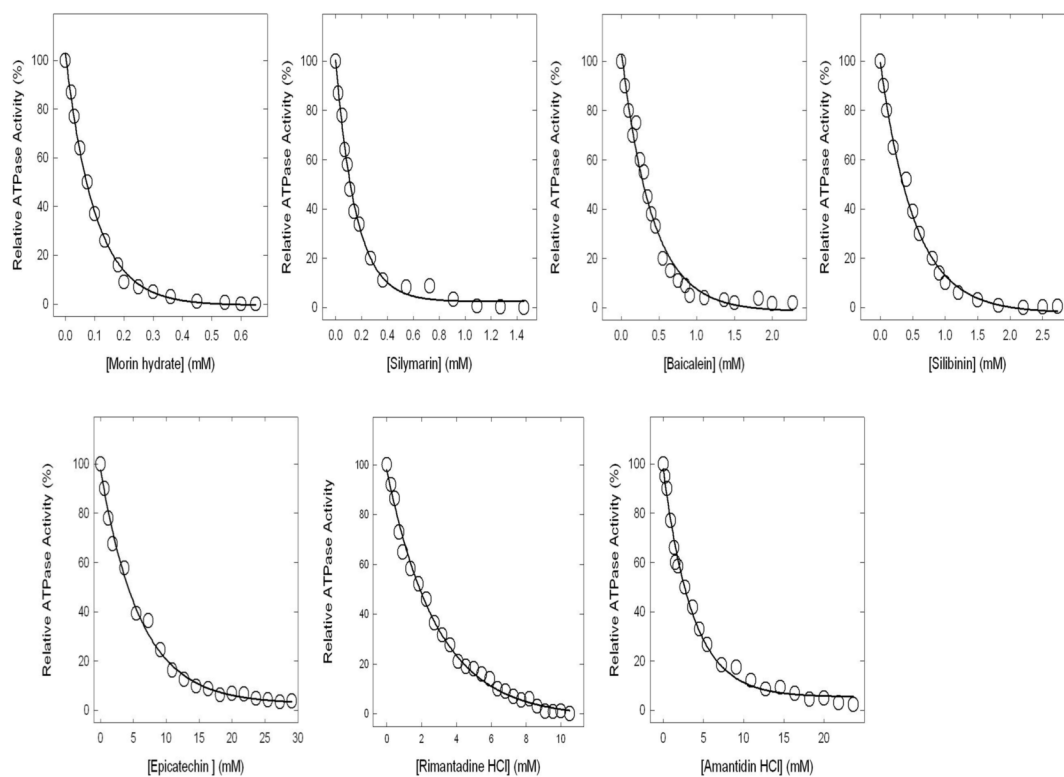 Relative ATPase Activity (%)
100
80
60
40
20
0
0.0 0.1 0.2 0.3 0.4 0.5 0.6
[Morin hydrate] (mM)
Relative ATPase Activity (%)
100
80
60
40
20
0
0.0 0.2 0.4 0.6 0.8 1.0 1.2 1.4
[Silymarin] (mM)
Relative ATPase Activity (%)
100
80
60
40
20
0
0.0 0.5 1.0 1.5 2.0
[Baicalein] (mM)
Relative ATPase Activity (%)
100
80
60
40
20
0
0.0 0.5 1.0 1.5 2.0 2.5
[Silibinin] (mM)
Relative ATPase Activity (%)
100
80
60
40
20
0
0 5 10 15 20 25 30
[Epicatechin ] (mM)
Relative ATPase Activity
100
80
60
40
20
0
0 2 4 6 8 10
[Rimantadine HCl] (mM)
Relative ATPase Activity (%)
100
80
60
40
20
0
0 5 10 15 20
[Amantidin HCl] (mM)